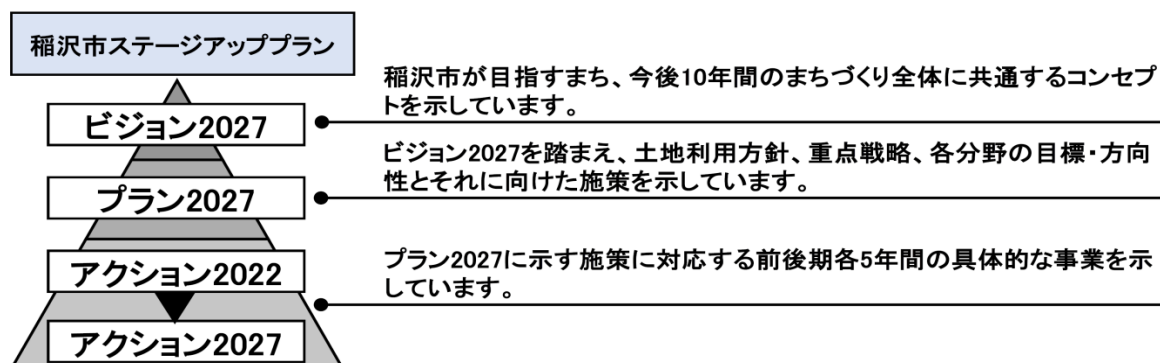 稲沢市ステージアッププラン
ビジョン2027
稲沢市が目指すまち、今後10年間のまちづくり全体に共通するコンセプ
トを示しています。
プラン2027
ビジョン2027を踏まえ、土地利用方針、重点戦略、各分野の目標・方向
性とそれに向けた施策を示しています。
アクション2022
アクション2027
プラン2027に示す施策に対応する前後期各5年間の具体的な事業を示
しています。